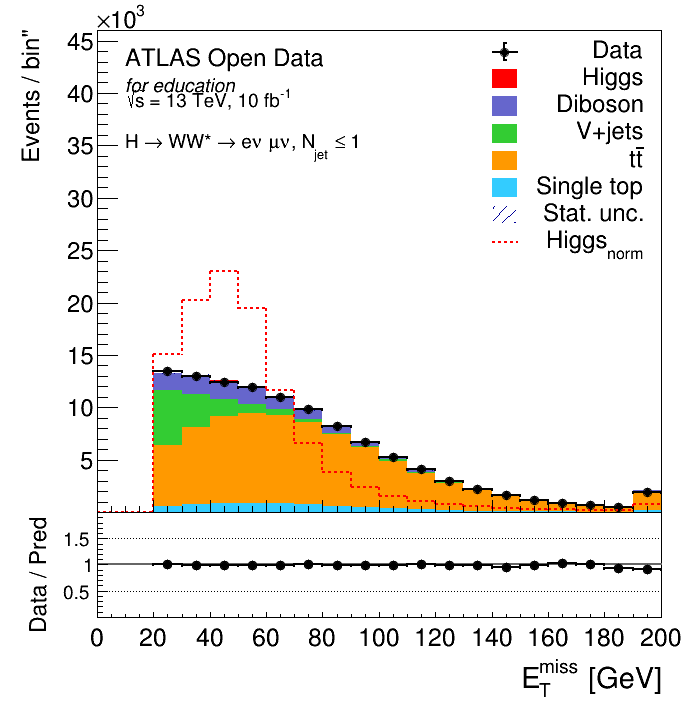 ×10³
Events / bin"
45
40
35
30
25
20
15
10
5
ATLAS Open Data
for education
√s = 13 TeV, 10 fb⁻¹
H → WW* → eν μν, N_jet ≤ 1
Data
Higgs
Diboson
V+jets
tt̄
Single top
Stat. unc.
Higgs_norm
Data / Pred
1.5
1
0.5
0 20 40 60 80 100 120 140 160 180 200
E_T^miss [GeV]